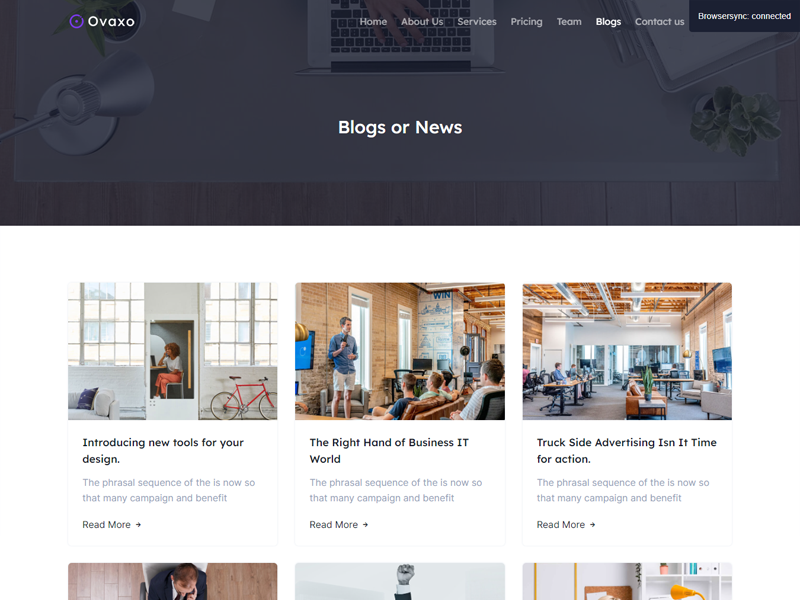 Ovaxo
Home About Us Services Pricing Team Blogs Contact us
Browsersync: connected
Blogs or News
WIN
Introducing new tools for your
design.
The phrasal sequence of the is now so
that many campaign and benefit
Read More →
The Right Hand of Business IT
World
The phrasal sequence of the is now so
that many campaign and benefit
Read More →
Truck Side Advertising Isn It Time
for action.
The phrasal sequence of the is now so
that many campaign and benefit
Read More →